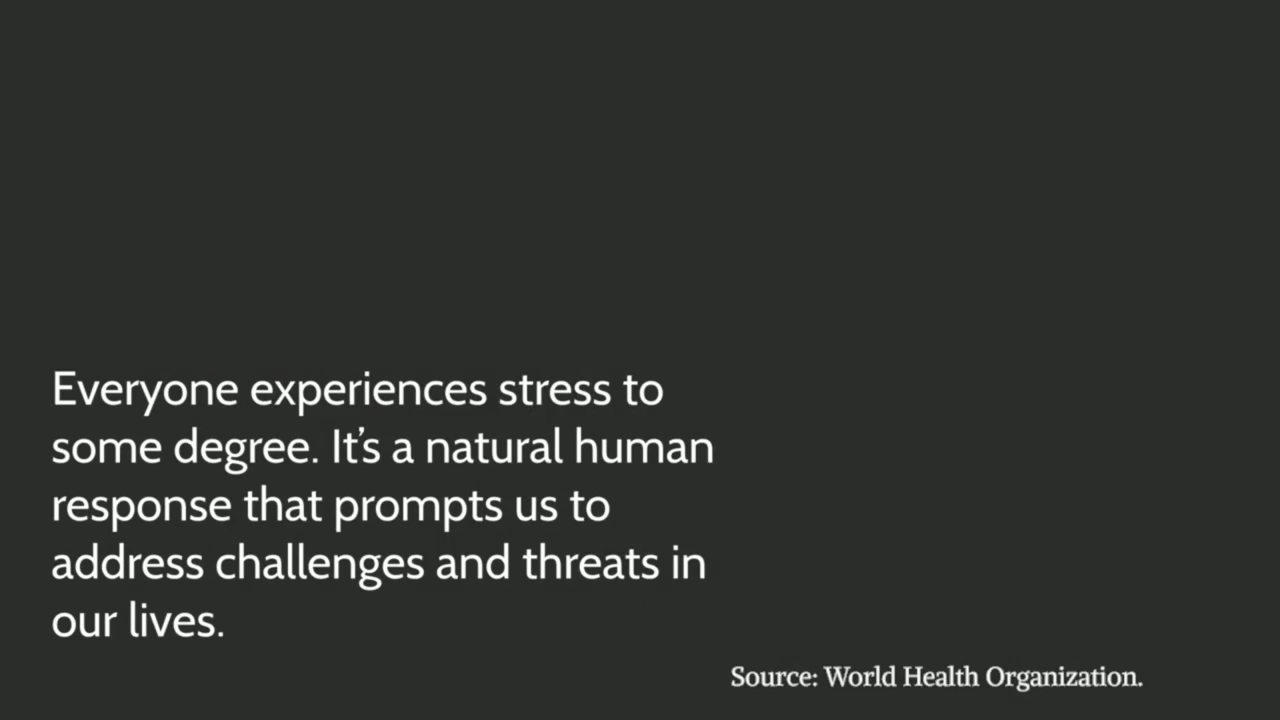 Everyone experiences stress to
some degree. It’s a natural human
response that prompts us to
address challenges and threats in
our lives.
Source: World Health Organization.